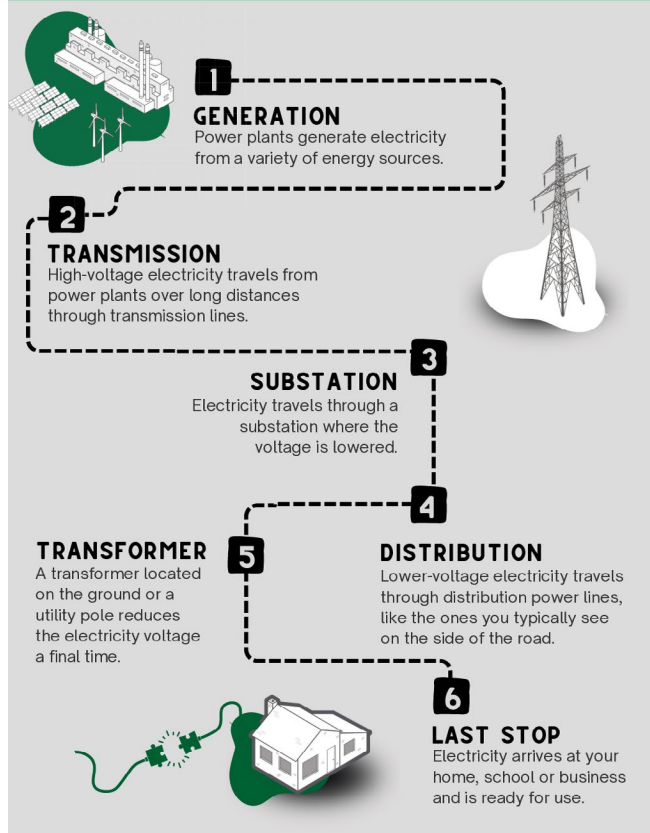 1
GENERATION
Power plants generate electricity
from a variety of energy sources.
2
TRANSMISSION
High-voltage electricity travels from
power plants over long distances
through transmission lines.
3
SUBSTATION
Electricity travels through a
substation where the
voltage is lowered.
4
DISTRIBUTION
Lower-voltage electricity travels
through distribution power lines,
like the ones you typically see
on the side of the road.
5
TRANSFORMER
A transformer located
on the ground or a
utility pole reduces
the electricity voltage
a final time.
6
LAST STOP
Electricity arrives at your
home, school or business
and is ready for use.